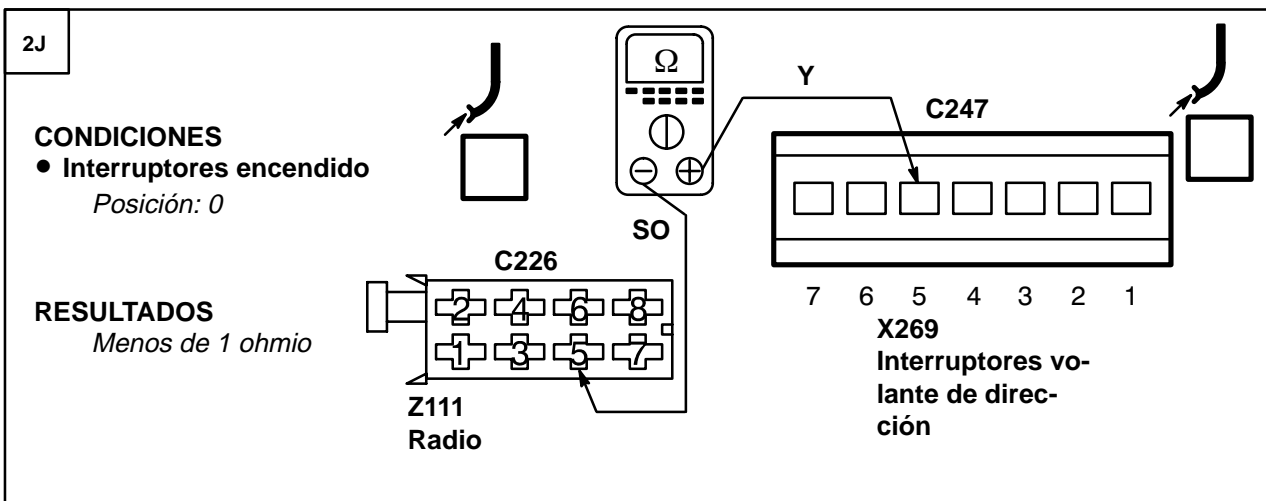 2J
CONDICIONES
● Interruptores encendido
Posición: 0
RESULTADOS
Menos de 1 ohmio
Ω
Y
SO
C226
2 4 6 8
1 3 5 7
Z111
Radio
C247
7 6 5 4 3 2 1
X269
Interruptores vo-
lante de direc-
ción